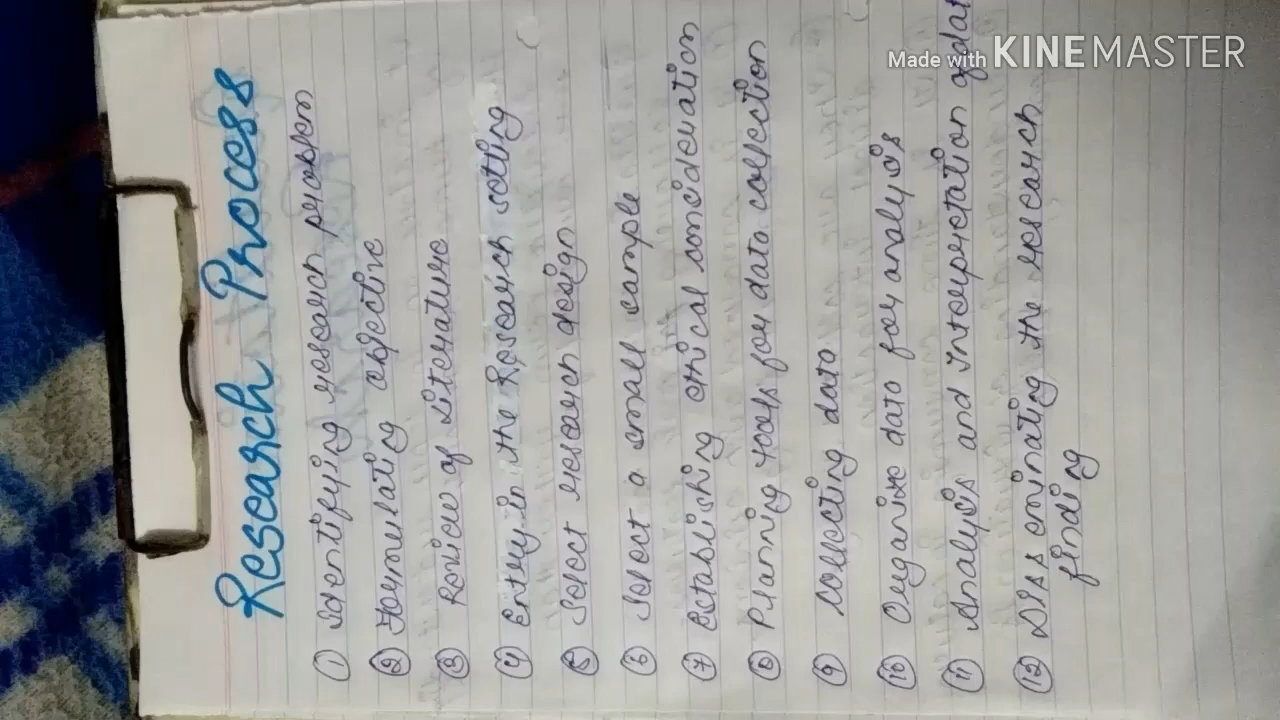 Research Process
① Identifying research problem
② Formulating objective
③ Review of Literature
④ Entry in the Research setting
⑤ Select research design
⑥ Select a small sample
⑦ Establishing ethical consideration
⑧ Planning tools for data collection
⑨ Collecting data
⑩ Organise data for analysis
⑪ Analysis and Interpretation of dat
⑫ Disseminating the research
finding
Made with KINEMASTER